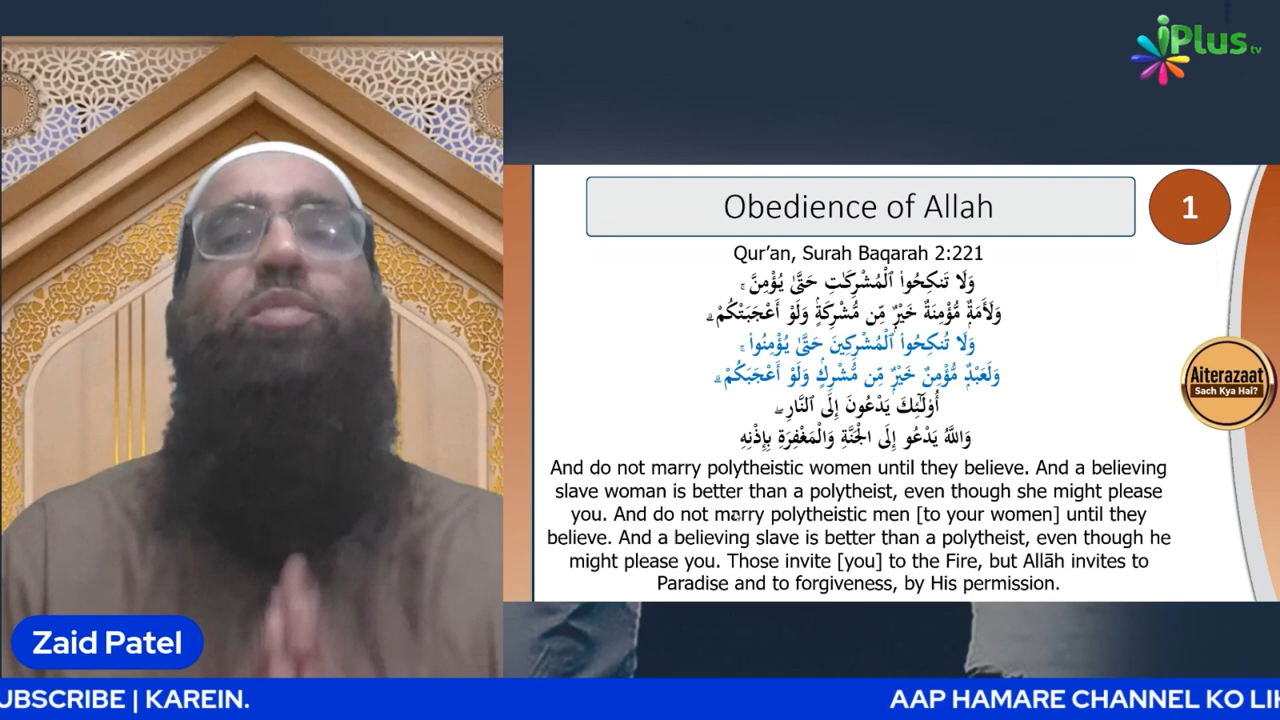 iPlus tv
Obedience of Allah
1
Qur’an, Surah Baqarah 2:221
وَلَا تَنكِحُوا۟ ٱلْمُشْرِكَـٰتِ حَتَّىٰ يُؤْمِنَّ ۚ
وَلَأَمَةٌ مُّؤْمِنَةٌ خَيْرٌ مِّن مُّشْرِكَةٍ وَلَوْ أَعْجَبَتْكُمْ ۗ
وَلَا تُنكِحُوا۟ ٱلْمُشْرِكِينَ حَتَّىٰ يُؤْمِنُوا۟ ۚ
وَلَعَبْدٌ مُّؤْمِنٌ خَيْرٌ مِّن مُّشْرِكٍ وَلَوْ أَعْجَبَكُمْ ۗ
أُو۟لَـٰٓئِكَ يَدْعُونَ إِلَى ٱلنَّارِ ۖ
وَاللَّهُ يَدْعُو إِلَى الْجَنَّةِ وَالْمَغْفِرَةِ بِإِذْنِهِ
And do not marry polytheistic women until they believe. And a believing
slave woman is better than a polytheist, even though she might please
you. And do not marry polytheistic men [to your women] until they
believe. And a believing slave is better than a polytheist, even though he
might please you. Those invite [you] to the Fire, but Allāh invites to
Paradise and to forgiveness, by His permission.
Aiterazaat
Sach Kya Hai?
Zaid Patel
UBSCRIBE | KAREIN.
AAP HAMARE CHANNEL KO LIK